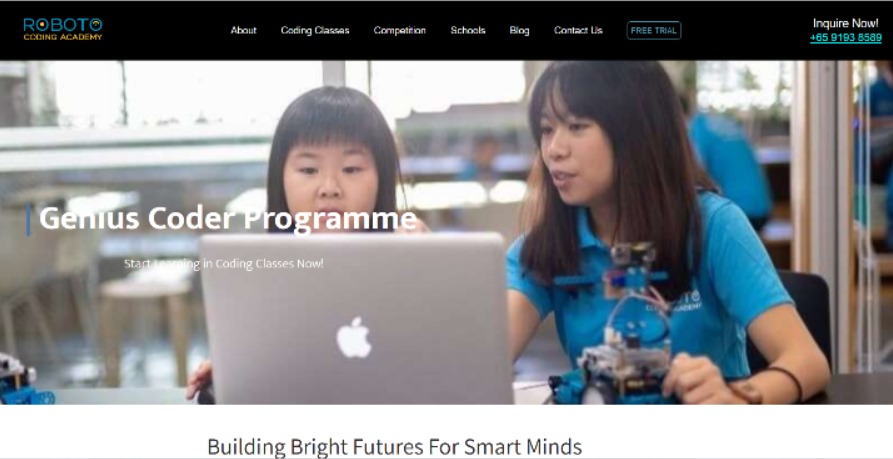 ROBOTO
CODING ACADEMY
About
Coding Classes
Competition
Schools
Blog
Contact Us
FREE TRIAL
Inquire Now!
+65 9193 8589
Genius Coder Programme
Start Learning in Coding Classes Now!
Building Bright Futures For Smart Minds